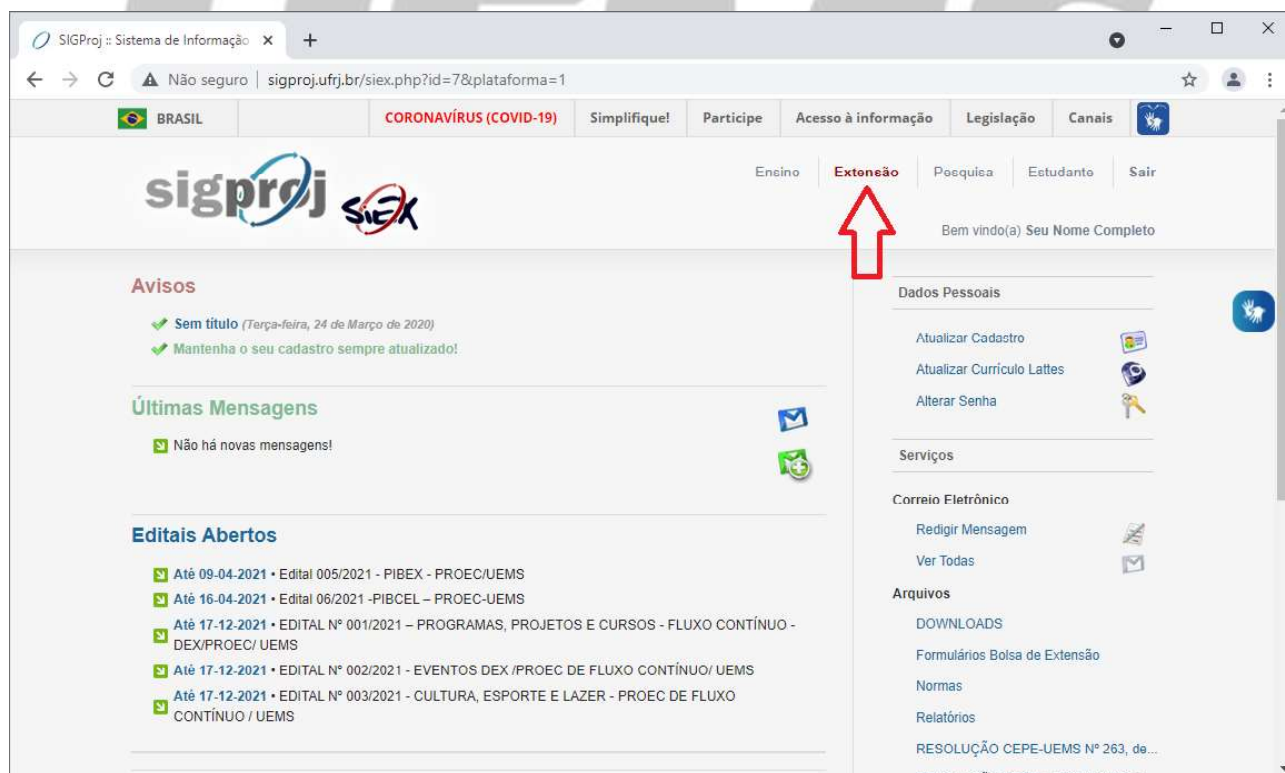 SIGProj :: Sistema de Informação
Não seguro | sigproj.ufrj.br/siex.php?id=7&plataforma=1
BRASIL
CORONAVÍRUS (COVID-19)
Simplifique!
Participe
Acesso à informação
Legislação
Canais
sigproj SiEX
Ensino
Extensão
Pesquisa
Estudante
Sair
Bem vindo(a) Seu Nome Completo
Avisos
Sem título (Terça-feira, 24 de Março de 2020)
Mantenha o seu cadastro sempre atualizado!
Últimas Mensagens
Não há novas mensagens!
Editais Abertos
Até 09-04-2021 • Edital 005/2021 - PIBEX - PROEC/UEMS
Até 16-04-2021 • Edital 06/2021 -PIBCEL – PROEC-UEMS
Até 17-12-2021 • EDITAL Nº 001/2021 – PROGRAMAS, PROJETOS E CURSOS - FLUXO CONTÍNUO -
DEX/PROEC/ UEMS
Até 17-12-2021 • EDITAL Nº 002/2021 - EVENTOS DEX /PROEC DE FLUXO CONTÍNUO/ UEMS
Até 17-12-2021 • EDITAL Nº 003/2021 - CULTURA, ESPORTE E LAZER - PROEC DE FLUXO
CONTÍNUO / UEMS
Dados Pessoais
Atualizar Cadastro
Atualizar Currículo Lattes
Alterar Senha
Serviços
Correio Eletrônico
Redigir Mensagem
Ver Todas
Arquivos
DOWNLOADS
Formulários Bolsa de Extensão
Normas
Relatórios
RESOLUÇÃO CEPE-UEMS Nº 263, de...